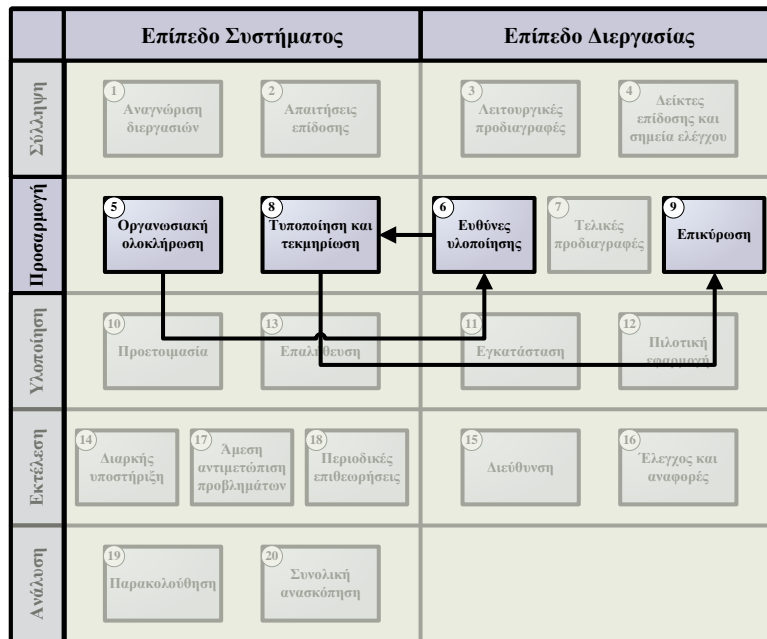 Επίπεδο Συστήματος
Επίπεδο Διεργασίας
Σύλληψη
1
Αναγνώριση
διεργασιών
2
Απαιτήσεις
επίδοσης
3
Λειτουργικές
προδιαγραφές
4
Δείκτες
επίδοσης και
σημεία ελέγχου
Προσαρμογή
5
Οργανωσιακή
ολοκλήρωση
8
Τυποποίηση και
τεκμηρίωση
6
Ευθύνες
υλοποίησης
7
Τελικές
προδιαγραφές
9
Επικύρωση
Υλοποίηση
10
Προετοιμασία
13
Επαλήθευση
11
Εγκατάσταση
12
Πιλοτική
εφαρμοχή
Εκτέλεση
14
Διαρκής
υποστήριξη
17
Άμεση
αντιμετώπιση
προβλημάτων
18
Περιοδικές
επιθεωρήσεις
15
Διεύθυνση
16
Έλεγχος και
αναφορές
Ανάλυση
19
Παρακολούθηση
20
Συνολική
ανασκόπηση